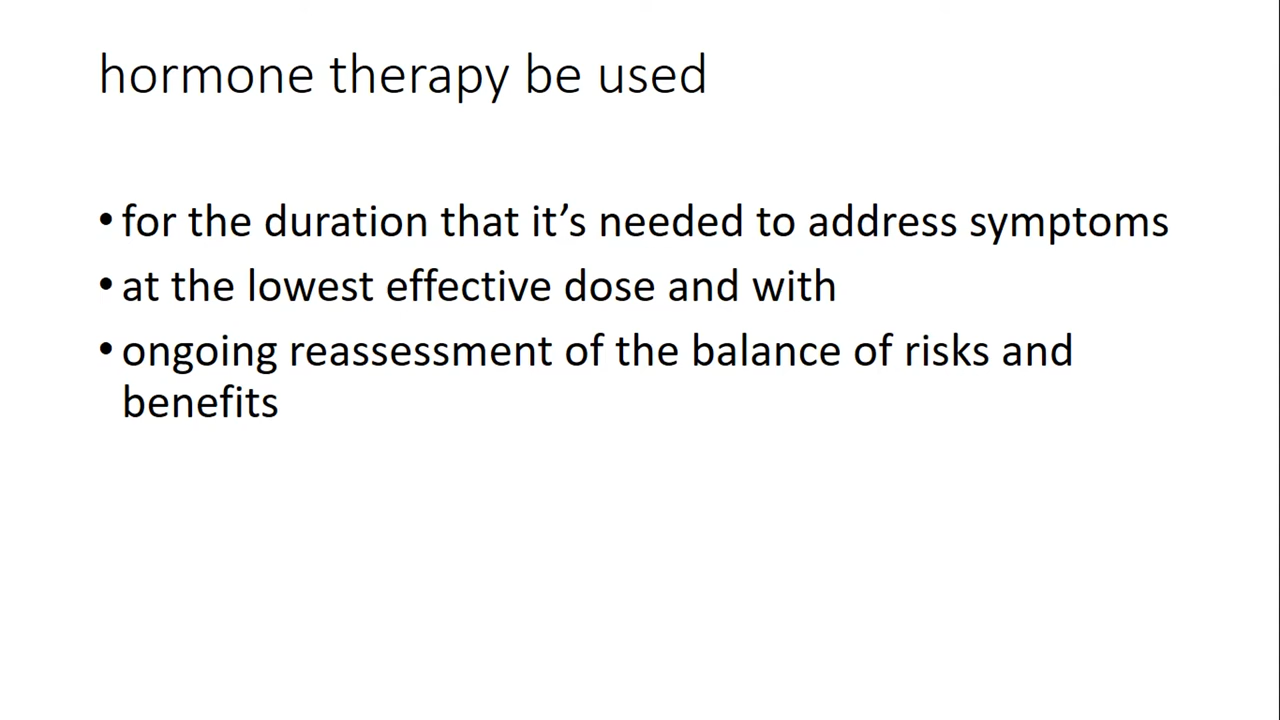 hormone therapy be used
• for the duration that it’s needed to address symptoms
• at the lowest effective dose and with
• ongoing reassessment of the balance of risks and
benefits